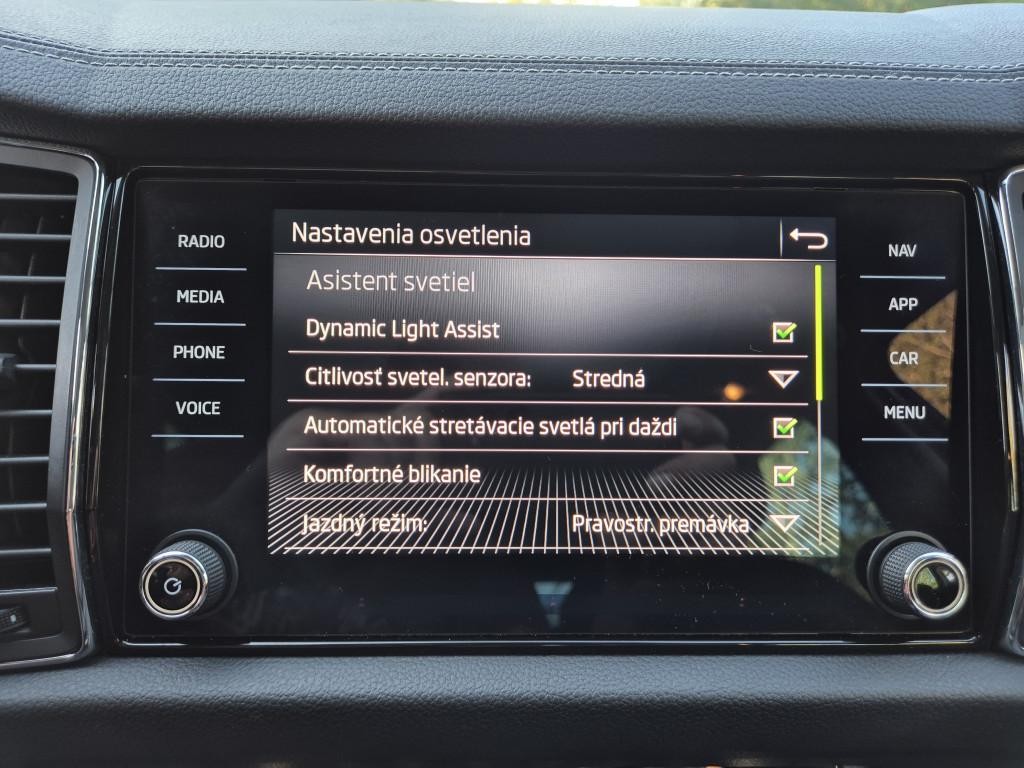 Nastavenia osvetlenia
RADIO
MEDIA
PHONE
VOICE
Asistent svetiel
Dynamic Light Assist
Citlivosť svetel. senzora: Stredná
Automatické stretávacie svetlá pri daždi
Komfortné blikanie
Jazdný režim: Pravostr. premávka
NAV
APP
CAR
MENU